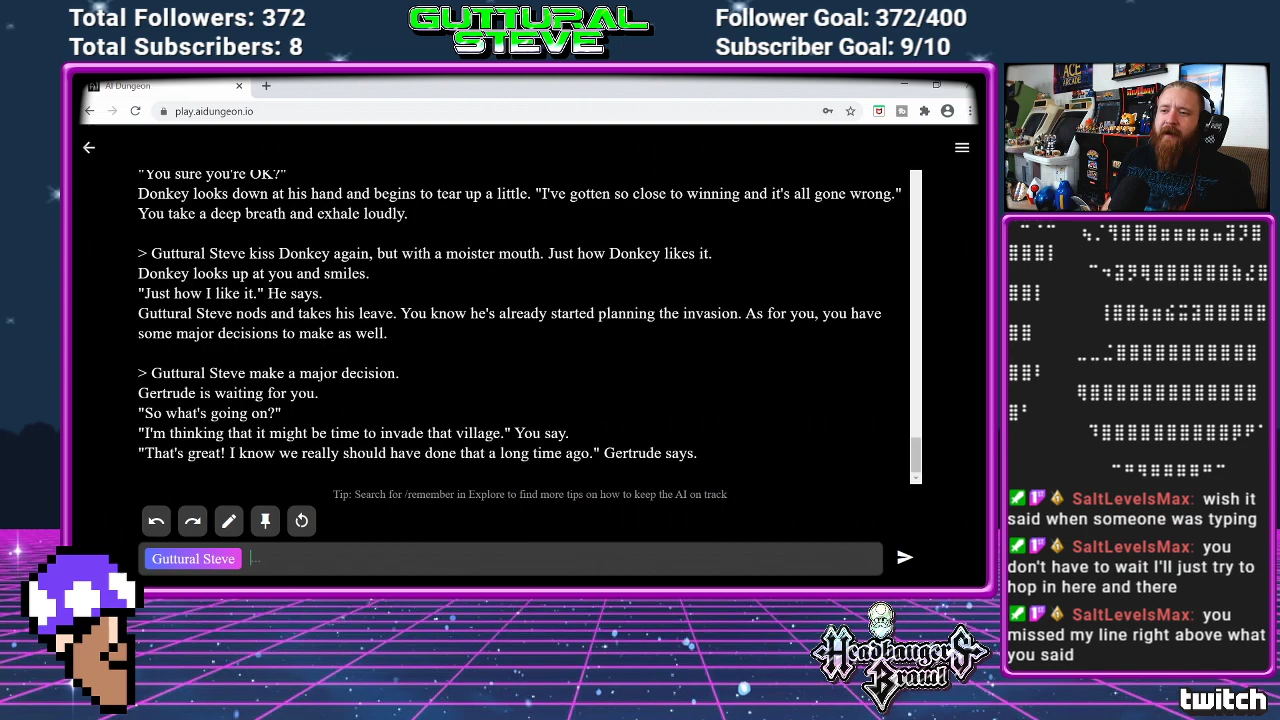 Total Followers: 372
Total Subscribers: 8
GUTTURAL
STEVE
Follower Goal: 372/400
Subscriber Goal: 9/10
AI Dungeon
play.aidungeon.io
"You sure you're OK?"
Donkey looks down at his hand and begins to tear up a little. "I've gotten so close to winning and it's all gone wrong."
You take a deep breath and exhale loudly.
> Guttural Steve kiss Donkey again, but with a moister mouth. Just how Donkey likes it.
Donkey looks up at you and smiles.
"Just how I like it." He says.
Guttural Steve nods and takes his leave. You know he's already started planning the invasion. As for you, you have
some major decisions to make as well.
> Guttural Steve make a major decision.
Gertrude is waiting for you.
"So what's going on?"
"I'm thinking that it might be time to invade that village." You say.
"That's great! I know we really should have done that a long time ago." Gertrude says.
Tip: Search for /remember in Explore to find more tips on how to keep the AI on track
Guttural Steve ...
SaltLevelsMax: wish it
said when someone was typing
SaltLevelsMax: you
don't have to wait I'll just try to
hop in here and there
SaltLevelsMax: you
missed my line right above what
you said
Headbangers
Brawl
twitch